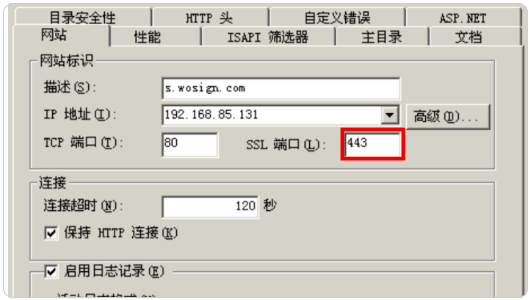 目录安全性 HTTP 头 自定义错误 ASP.NET
网站 性能 ISAPI 筛选器 主目录 文档
网站标识
描述(S): s.wosign.com
IP 地址(I): 192.168.85.131 高级(D)...
TCP 端口(T): 80 SSL 端口(L): 443
连接
连接超时(N): 120 秒
保持 HTTP 连接(K)
启用日志记录(E)